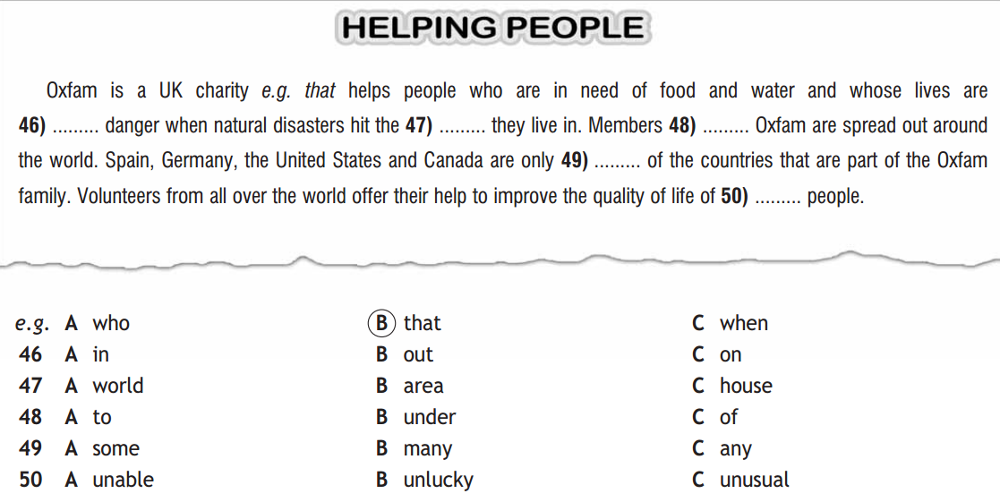 HELPING PEOPLE
Oxfam is a UK charity e.g. that helps people who are in need of food and water and whose lives are
46) ......... danger when natural disasters hit the 47) ......... they live in. Members 48) ......... Oxfam are spread out around
the world. Spain, Germany, the United States and Canada are only 49) ......... of the countries that are part of the Oxfam
family. Volunteers from all over the world offer their help to improve the quality of life of 50) ......... people.
e.g. A who B that C when
46 A in B out C on
47 A world B area C house
48 A to B under C of
49 A some B many C any
50 A unable B unlucky C unusual